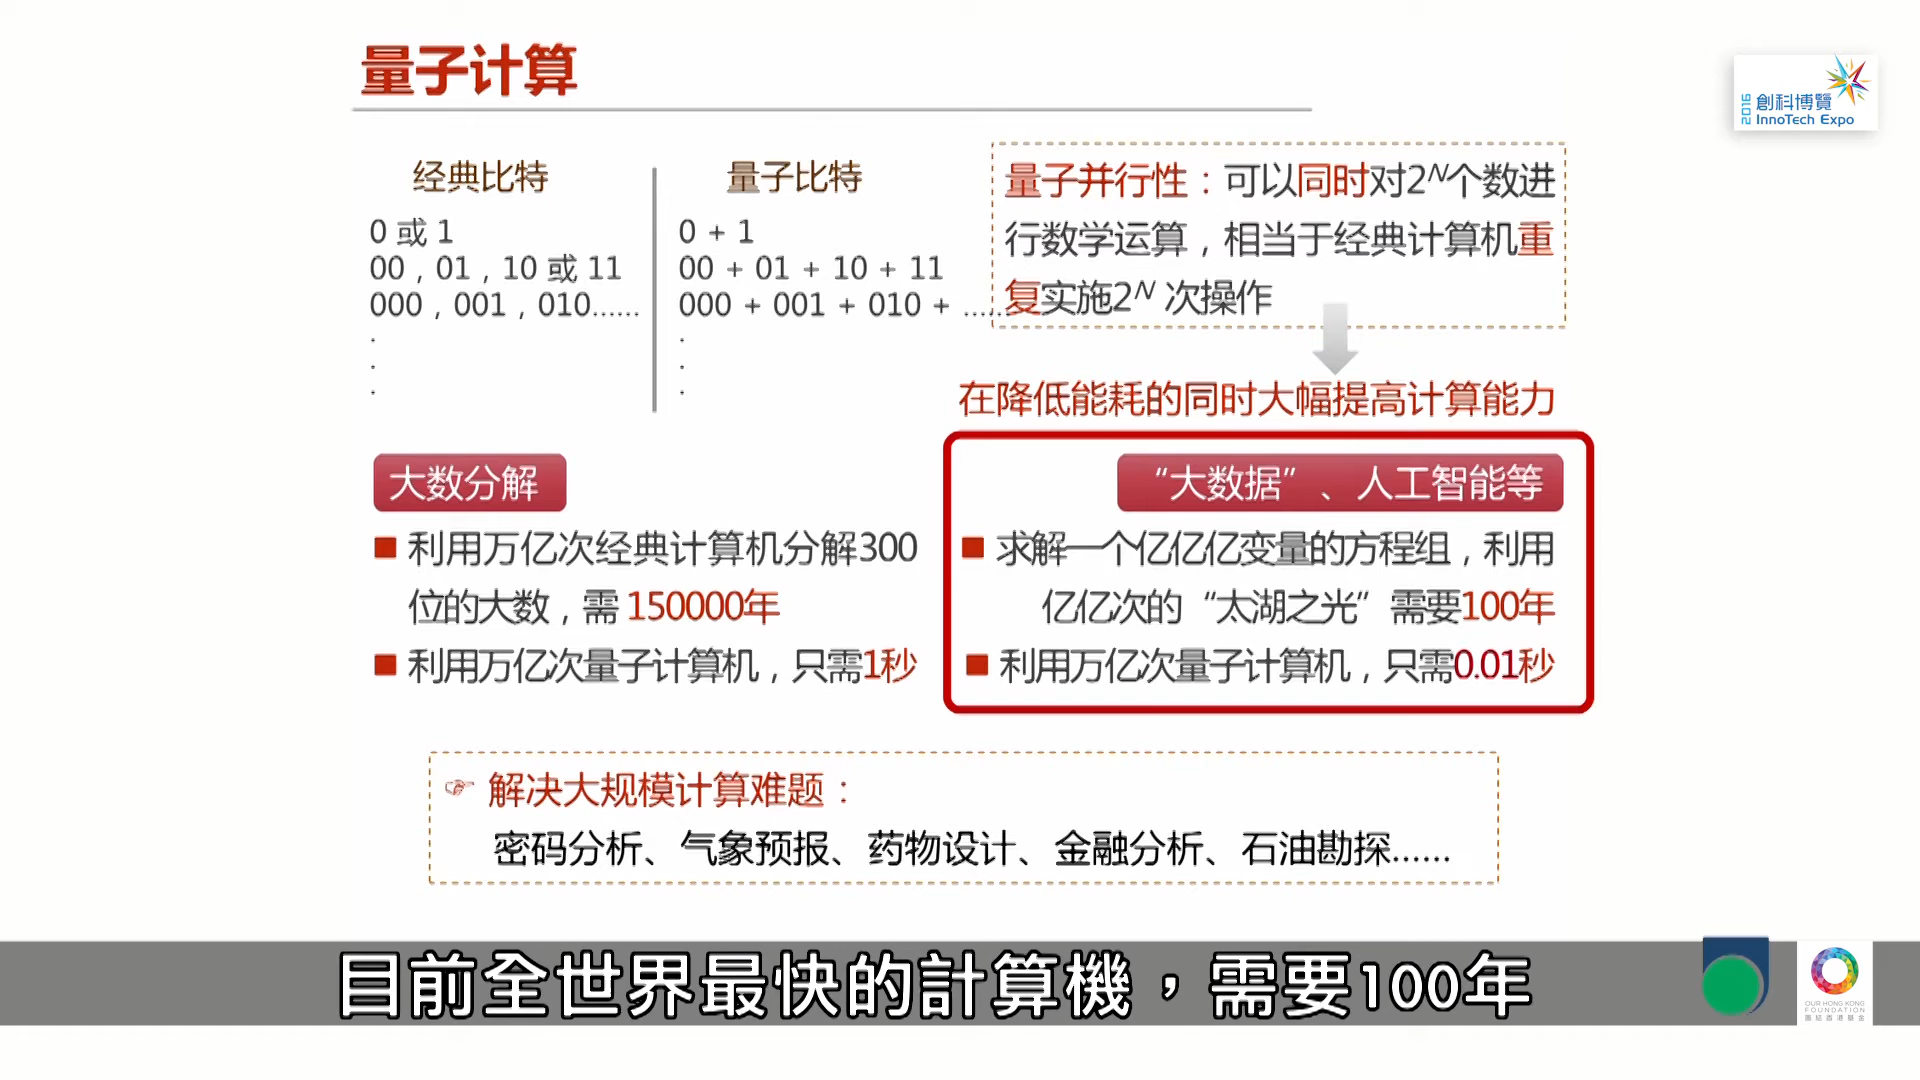 量子计算
2016 創科博覽
InnoTech Expo
经典比特
0 或 1
00，01，10 或 11
000，001，010……
.
.
.
量子比特
0 + 1
00 + 01 + 10 + 11
000 + 001 + 010 + ……
.
.
.
量子并行性：可以同时对2ᴺ个数进
行数学运算，相当于经典计算机重
复实施2ᴺ 次操作
在降低能耗的同时大幅提高计算能力
大数分解
■ 利用万亿次经典计算机分解300
位的大数，需 150000年
■ 利用万亿次量子计算机，只需1秒
“大数据”、人工智能等
■ 求解一个亿亿亿变量的方程组，利用
亿亿次的“太湖之光”需要100年
■ 利用万亿次量子计算机，只需0.01秒
☞ 解决大规模计算难题：
密码分析、气象预报、药物设计、金融分析、石油勘探……
目前全世界最快的計算機，需要100年
OUR HONG KONG
FOUNDATION
團結香港基金